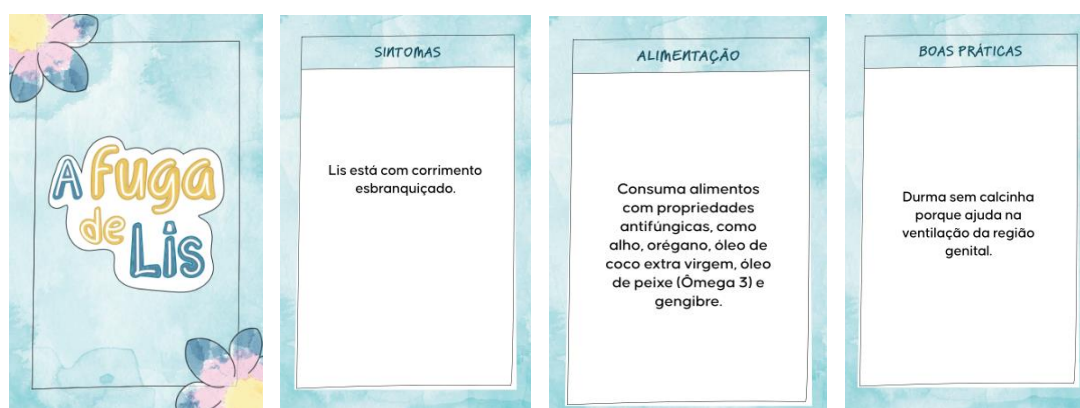 A Fuga
de
Lis
SINTOMAS
Lis está com corrimento
esbranquiçado.
ALIMENTAÇÃO
Consuma alimentos
com propriedades
antifúngicas, como
alho, orégano, óleo de
coco extra virgem, óleo
de peixe (Ômega 3) e
gengibre.
BOAS PRÁTICAS
Durma sem calcinha
porque ajuda na
ventilação da região
genital.